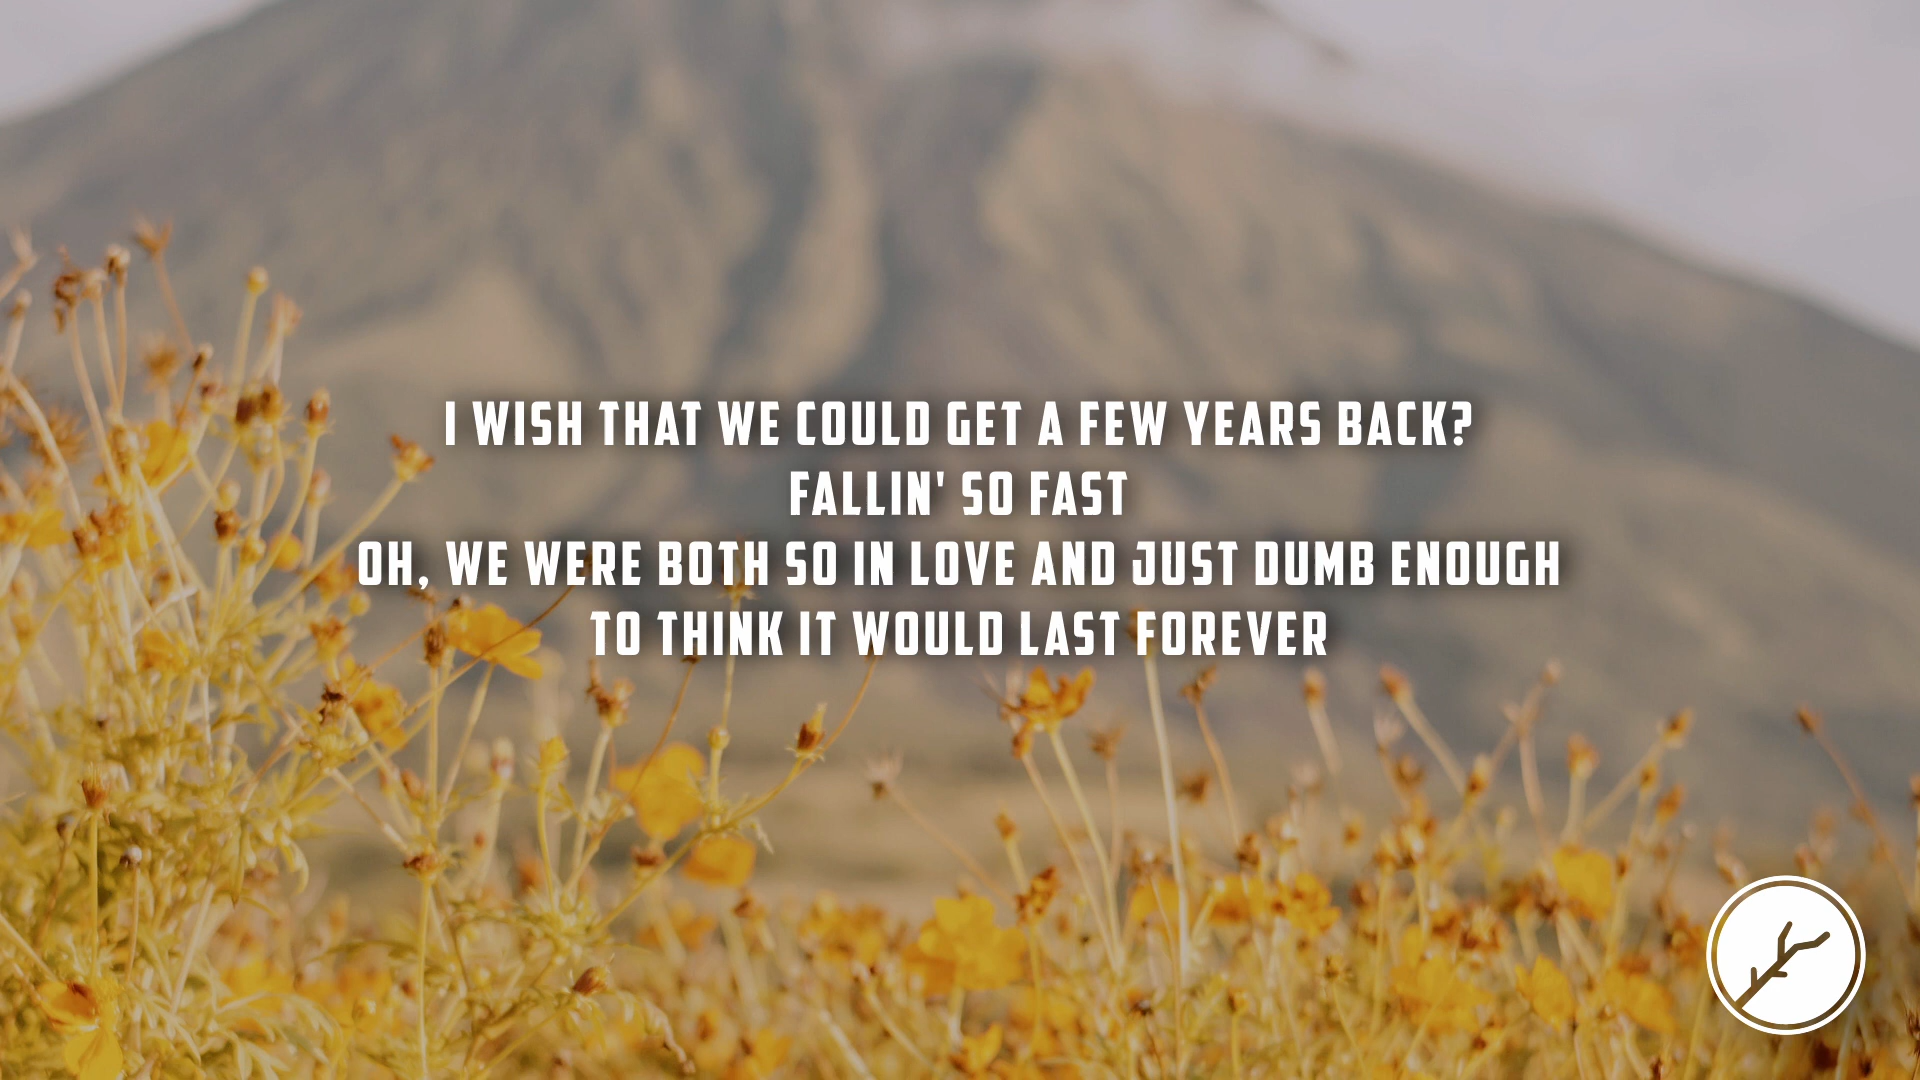 I WISH THAT WE COULD GET A FEW YEARS BACK?
FALLIN' SO FAST
OH, WE WERE BOTH SO IN LOVE AND JUST DUMB ENOUGH
TO THINK IT WOULD LAST FOREVER